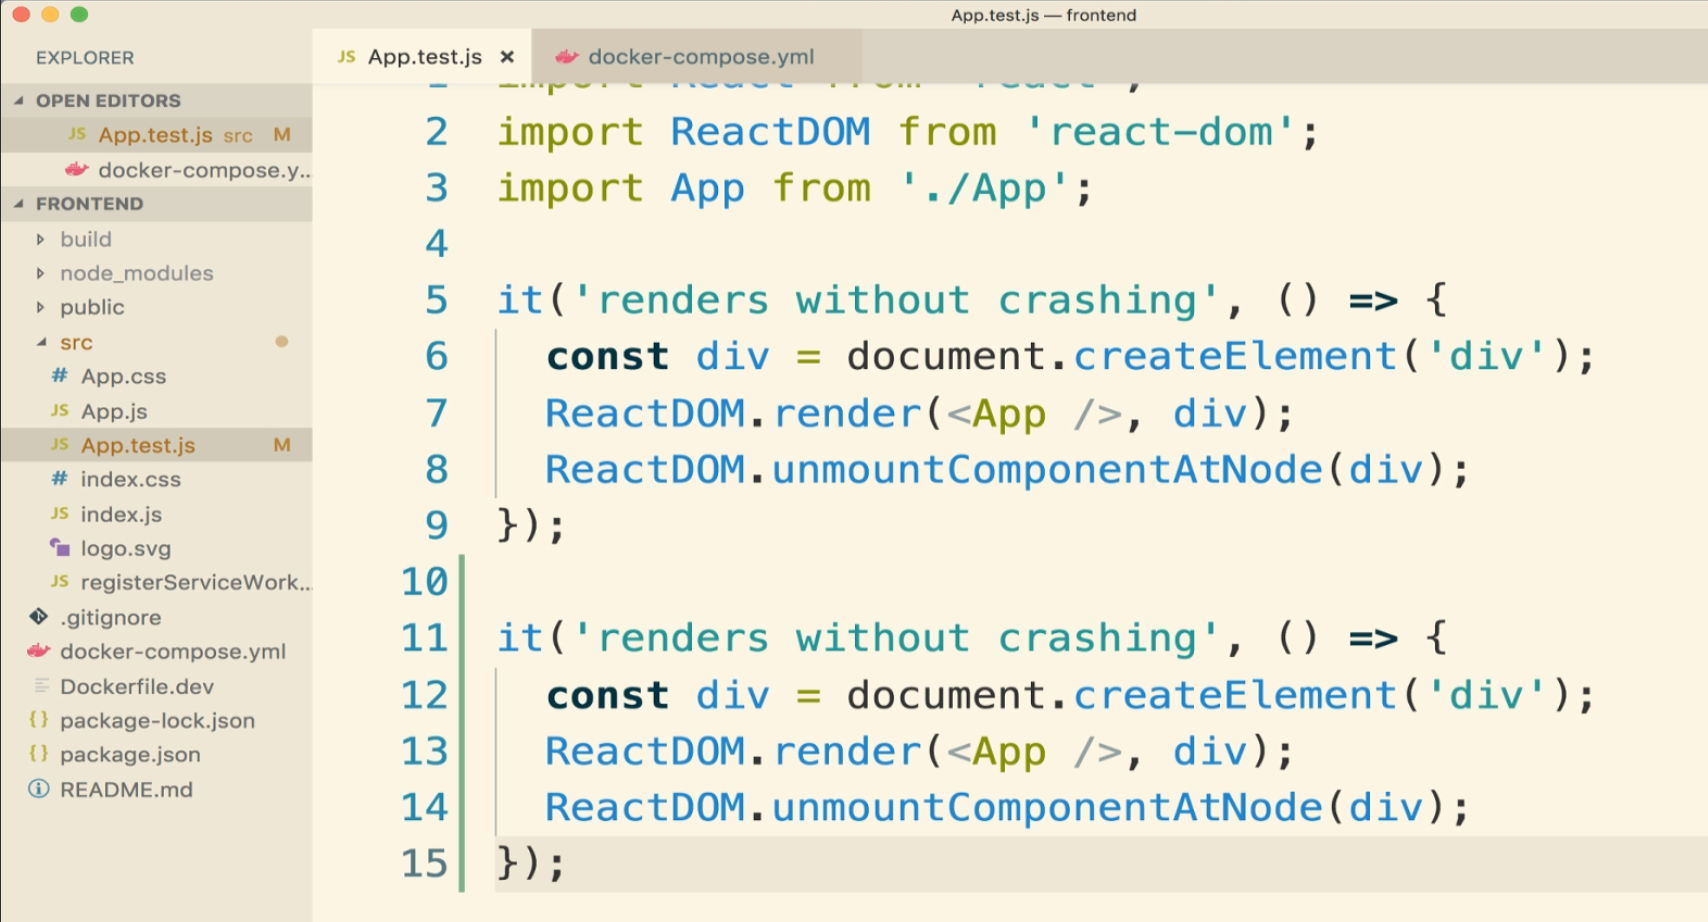 App.test.js — frontend
EXPLORER
JS App.test.js ×
docker-compose.yml
OPEN EDITORS
JS App.test.js src M
docker-compose.y...
FRONTEND
build
node_modules
public
src
# App.css
JS App.js
JS App.test.js M
# index.css
JS index.js
logo.svg
JS registerServiceWork...
.gitignore
docker-compose.yml
Dockerfile.dev
{} package-lock.json
{} package.json
README.md
1 import React from 'react';
2 import ReactDOM from 'react-dom';
3 import App from './App';
4
5 it('renders without crashing', () => {
6 const div = document.createElement('div');
7 ReactDOM.render(<App />, div);
8 ReactDOM.unmountComponentAtNode(div);
9 });
10
11 it('renders without crashing', () => {
12 const div = document.createElement('div');
13 ReactDOM.render(<App />, div);
14 ReactDOM.unmountComponentAtNode(div);
15 });